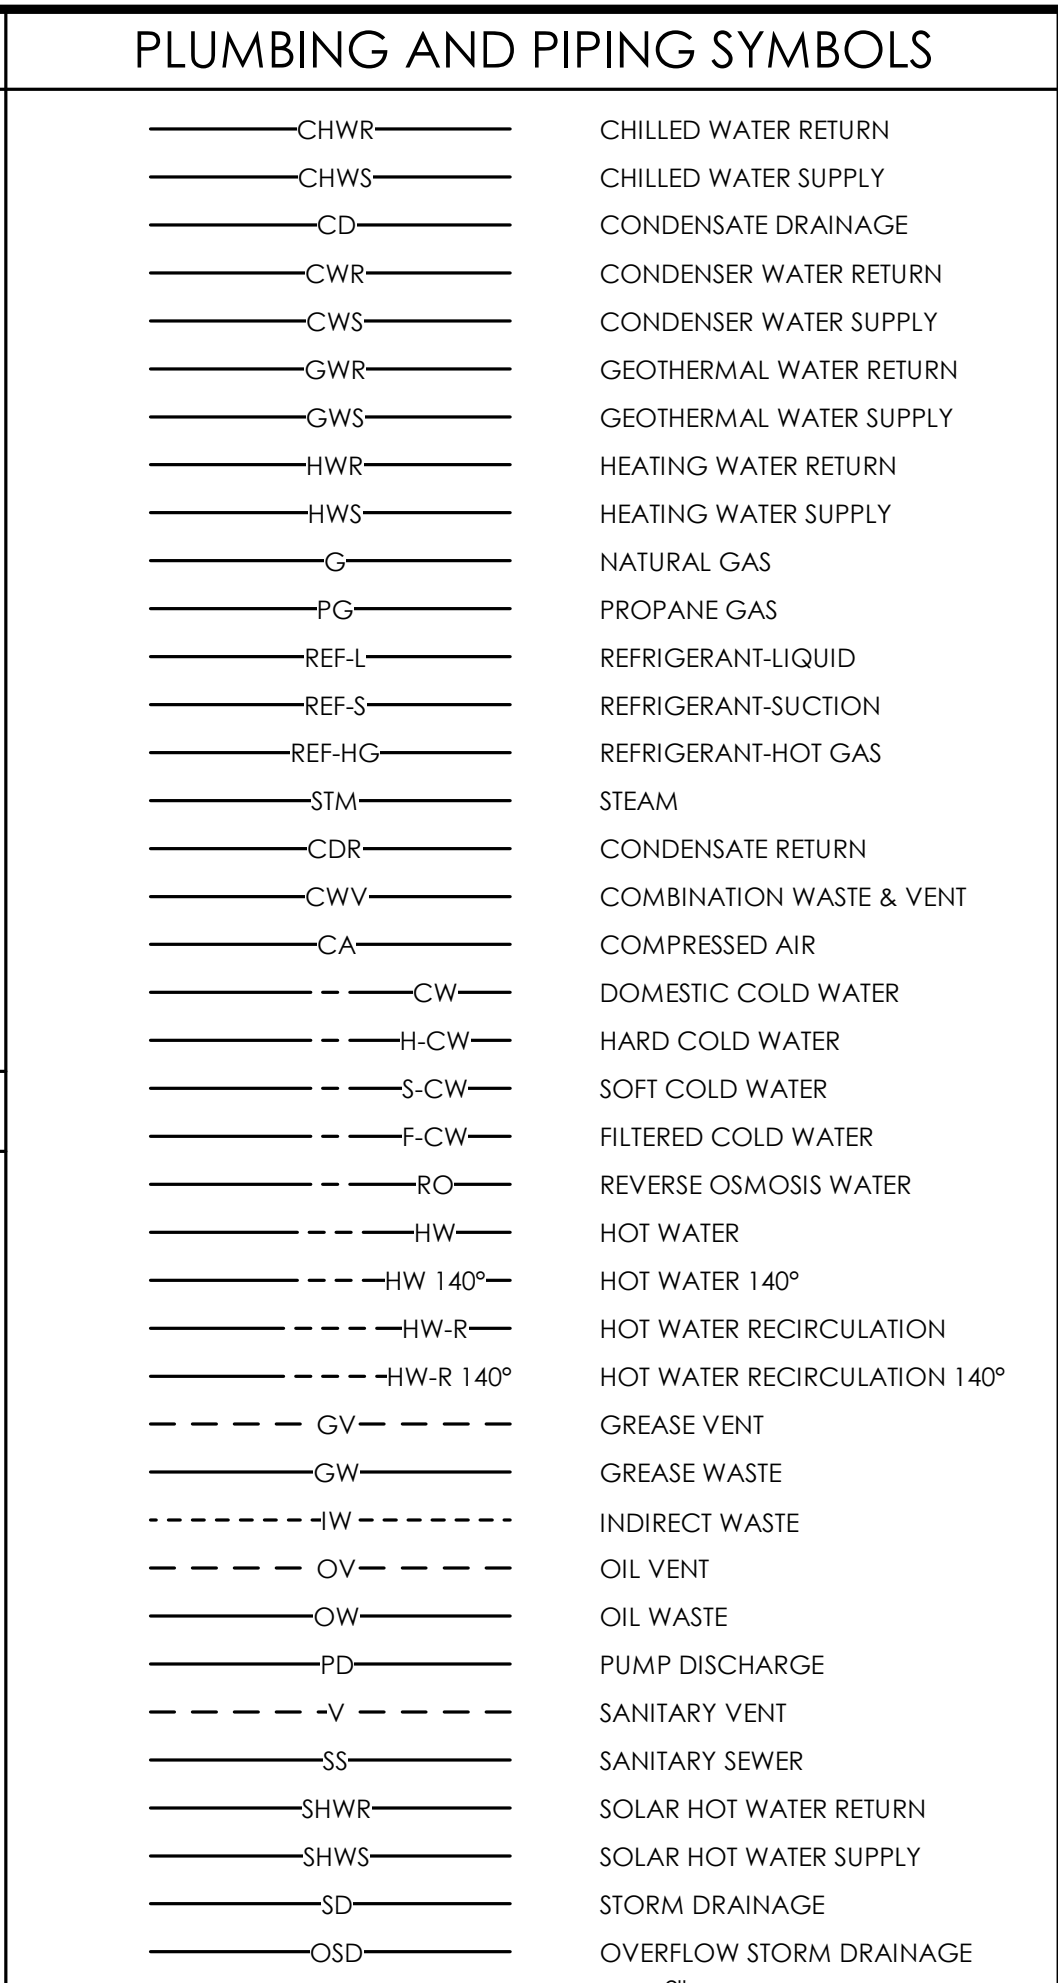 PLUMBING AND PIPING SYMBOLS
CHWR CHILLED WATER RETURN
CHWS CHILLED WATER SUPPLY
CD CONDENSATE DRAINAGE
CWR CONDENSER WATER RETURN
CWS CONDENSER WATER SUPPLY
GWR GEOTHERMAL WATER RETURN
GWS GEOTHERMAL WATER SUPPLY
HWR HEATING WATER RETURN
HWS HEATING WATER SUPPLY
G NATURAL GAS
PG PROPANE GAS
REF-L REFRIGERANT-LIQUID
REF-S REFRIGERANT-SUCTION
REF-HG REFRIGERANT-HOT GAS
STM STEAM
CDR CONDENSATE RETURN
CWV COMBINATION WASTE & VENT
CA COMPRESSED AIR
CW DOMESTIC COLD WATER
H-CW HARD COLD WATER
S-CW SOFT COLD WATER
F-CW FILTERED COLD WATER
RO REVERSE OSMOSIS WATER
HW HOT WATER
HW 140° HOT WATER 140°
HW-R HOT WATER RECIRCULATION
HW-R 140° HOT WATER RECIRCULATION 140°
GV GREASE VENT
GW GREASE WASTE
IW INDIRECT WASTE
OV OIL VENT
OW OIL WASTE
PD PUMP DISCHARGE
V SANITARY VENT
SS SANITARY SEWER
SHWR SOLAR HOT WATER RETURN
SHWS SOLAR HOT WATER SUPPLY
SD STORM DRAINAGE
OSD OVERFLOW STORM DRAINAGE